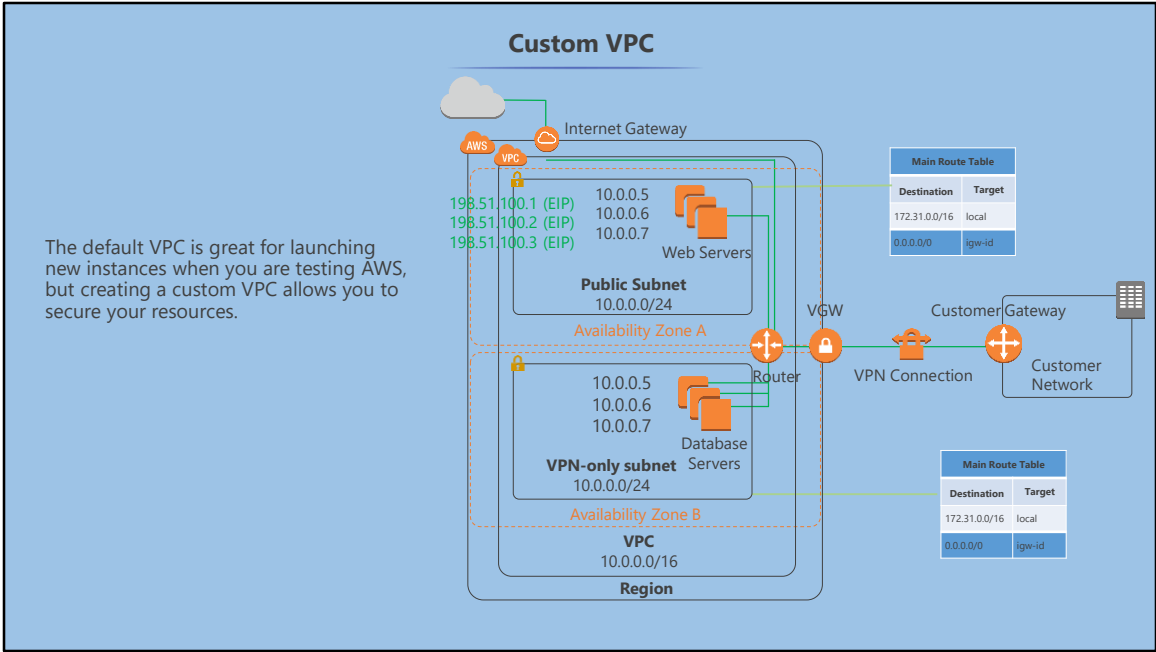 Custom VPC
Internet Gateway
AWS
VPC
198.51.100.1 (EIP)
198.51.100.2 (EIP)
198.51.100.3 (EIP)
10.0.0.5
10.0.0.6
10.0.0.7
Web Servers
Public Subnet
10.0.0.0/24
Availability Zone A
Main Route Table
Destination Target
172.31.0.0/16 local
0.0.0.0/0 igw-id
The default VPC is great for launching
new instances when you are testing AWS,
but creating a custom VPC allows you to
secure your resources.
VGW
Customer Gateway
Router
VPN Connection
Customer
Network
10.0.0.5
10.0.0.6
10.0.0.7
Database
Servers
VPN-only subnet
10.0.0.0/24
Availability Zone B
Main Route Table
Destination Target
172.31.0.0/16 local
0.0.0.0/0 igw-id
VPC
10.0.0.0/16
Region